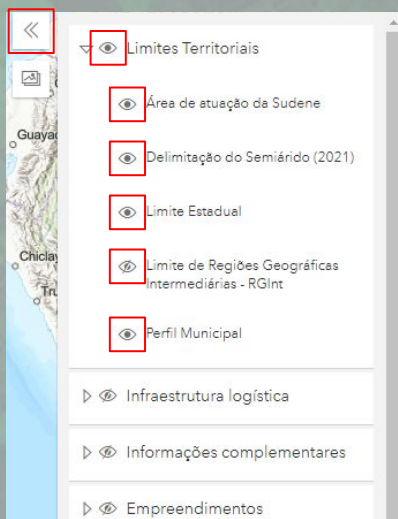 Limites Territoriais
Área de atuação da Sudene
Guayaq
Delimitação do Semiárido (2021)
Limite Estadual
Chiclay
Limite de Regiões Geográficas
Intermediárias - RGInt
Tru
Perfil Municipal
Infraestrutura logística
Informações complementares
Empreendimentos